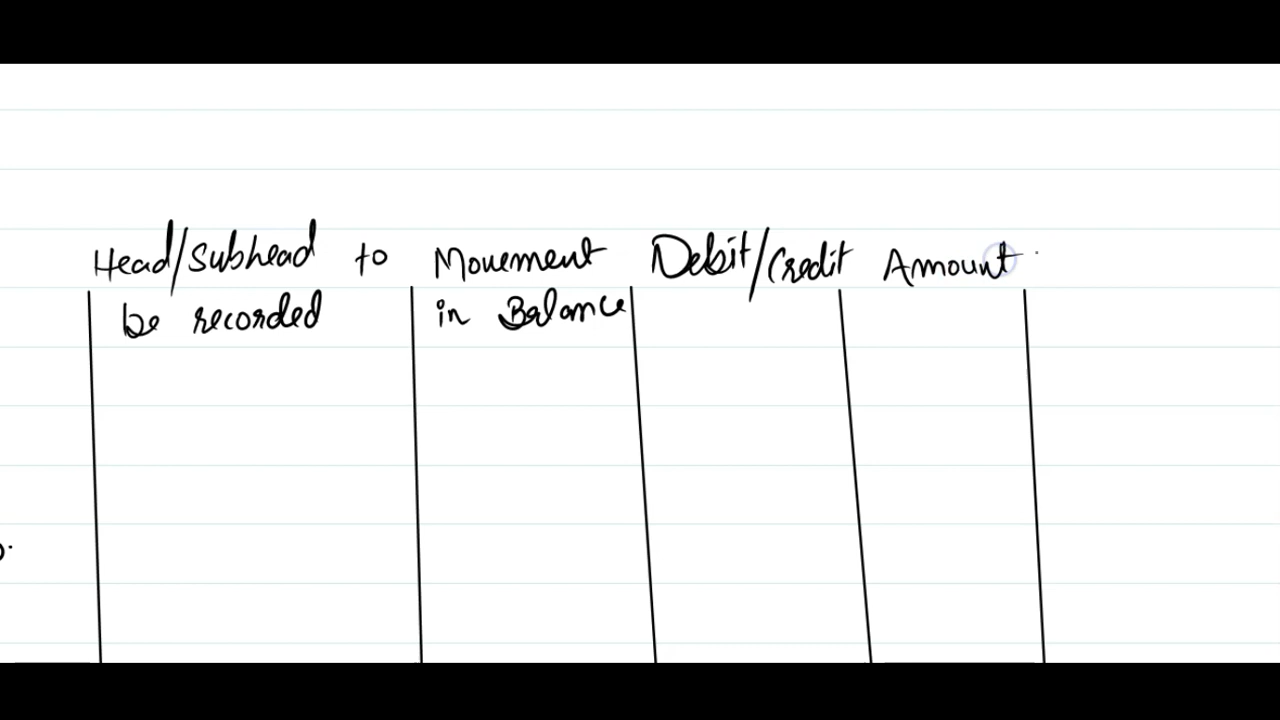 Head/Subhead to Movement Debit/Credit Amount
be recorded in Balance